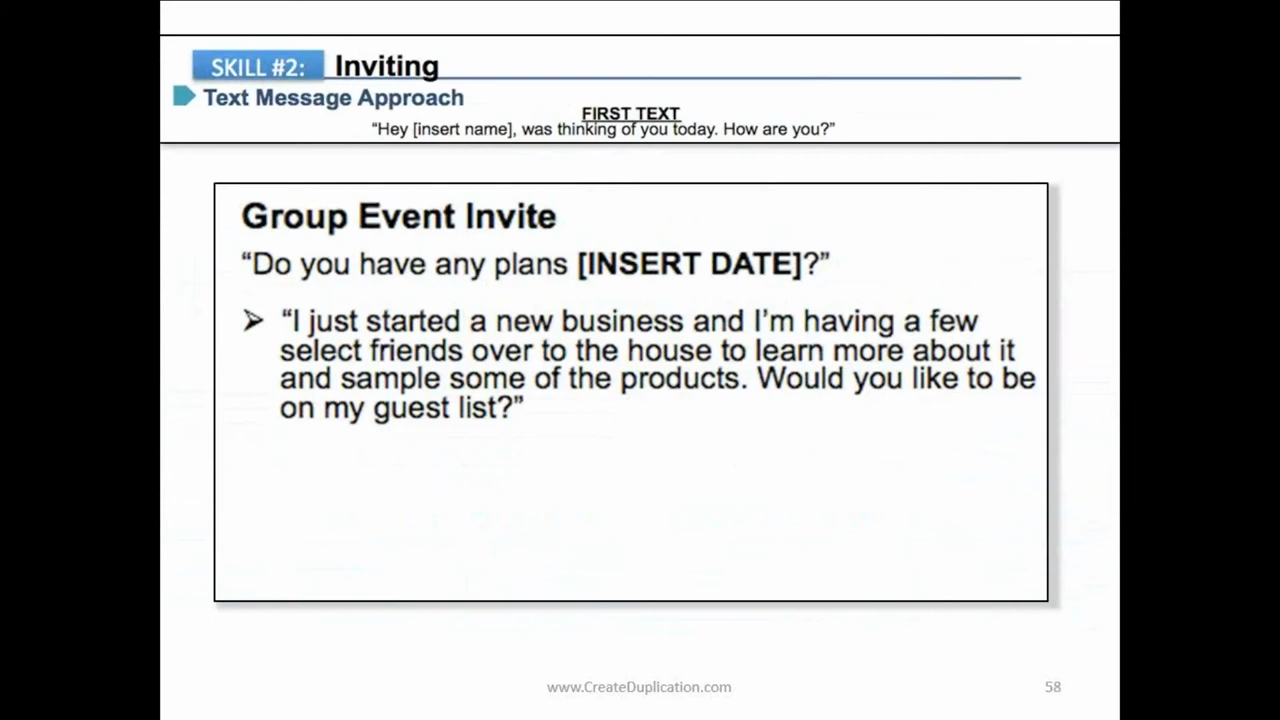 SKILL #2: Inviting
Text Message Approach
FIRST TEXT
“Hey [insert name], was thinking of you today. How are you?”
Group Event Invite
“Do you have any plans [INSERT DATE]?”
➢ “I just started a new business and I’m having a few
select friends over to the house to learn more about it
and sample some of the products. Would you like to be
on my guest list?”
www.CreateDuplication.com
58